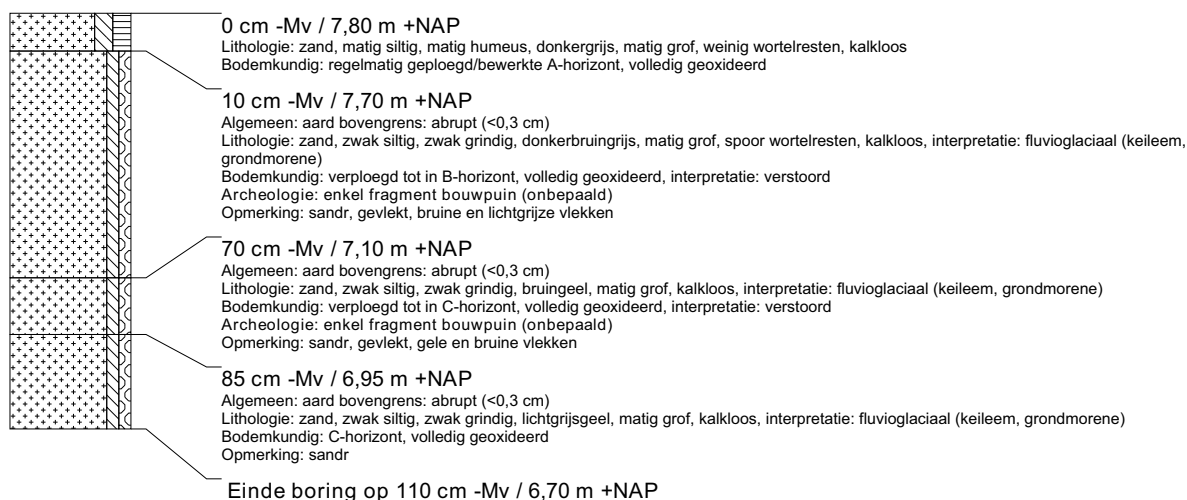 0 cm -Mv / 7,80 m +NAP
Lithologie: zand, matig siltig, matig humeus, donkergrijs, matig grof, weinig wortelresten, kalkloos
Bodemkundig: regelmatig geploegd/bewerkte A-horizont, volledig geoxideerd
10 cm -Mv / 7,70 m +NAP
Algemeen: aard bovengrens: abrupt (<0,3 cm)
Lithologie: zand, zwak siltig, zwak grindig, donkerbruingrijs, matig grof, spoor wortelresten, kalkloos, interpretatie: fluvioglaciaal (keileem,
grondmorene)
Bodemkundig: verploegd tot in B-horizont, volledig geoxideerd, interpretatie: verstoord
Archeologie: enkel fragment bouwpuin (onbepaald)
Opmerking: sandr, gevlekt, bruine en lichtgrijze vlekken
70 cm -Mv / 7,10 m +NAP
Algemeen: aard bovengrens: abrupt (<0,3 cm)
Lithologie: zand, zwak siltig, zwak grindig, bruingeel, matig grof, kalkloos, interpretatie: fluvioglaciaal (keileem, grondmorene)
Bodemkundig: verploegd tot in C-horizont, volledig geoxideerd, interpretatie: verstoord
Archeologie: enkel fragment bouwpuin (onbepaald)
Opmerking: sandr, gevlekt, gele en bruine vlekken
85 cm -Mv / 6,95 m +NAP
Algemeen: aard bovengrens: abrupt (<0,3 cm)
Lithologie: zand, zwak siltig, zwak grindig, lichtgrijsgeel, matig grof, kalkloos, interpretatie: fluvioglaciaal (keileem, grondmorene)
Bodemkundig: C-horizont, volledig geoxideerd
Opmerking: sandr
Einde boring op 110 cm -Mv / 6,70 m +NAP